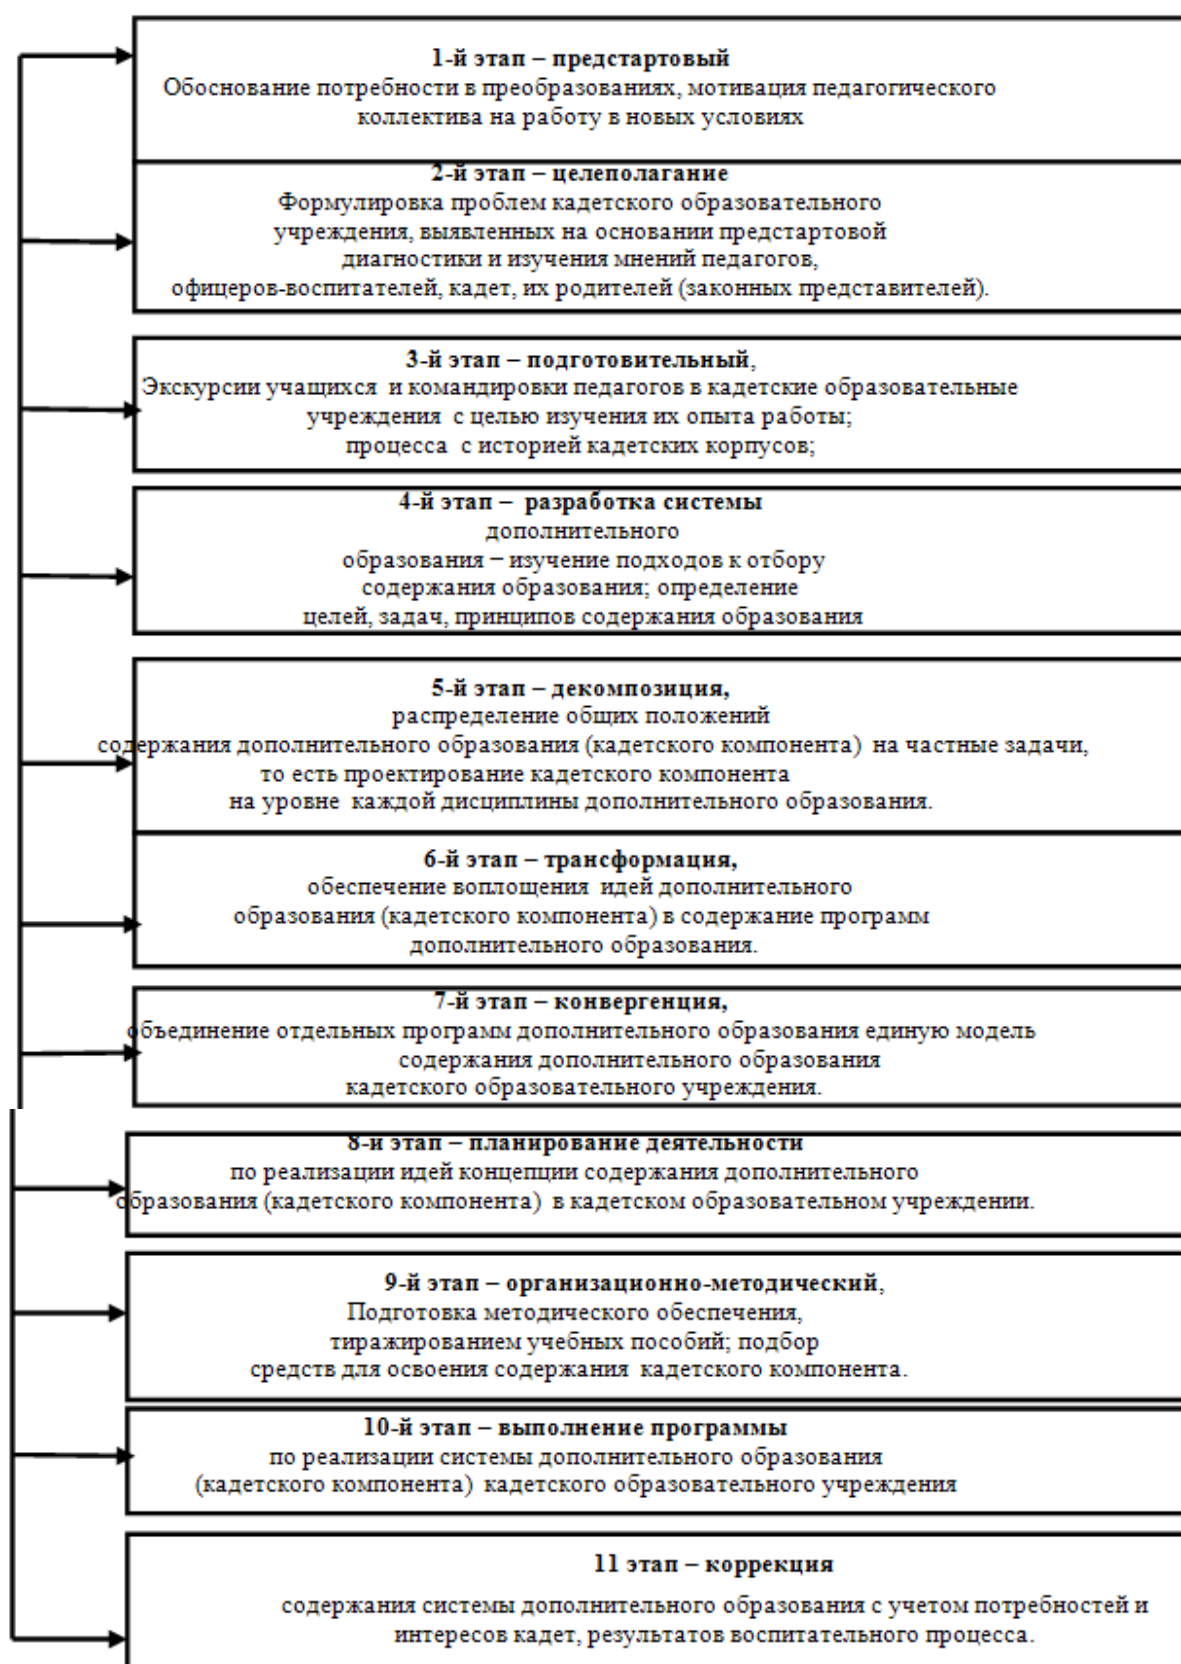 1-й этап – предстартовый
Обоснование потребности в преобразованиях, мотивация педагогического
коллектива на работу в новых условиях
2-й этап – целеполагание
Формулировка проблем кадетского образовательного
учреждения, выявленных на основании предстартовой
диагностики и изучения мнений педагогов,
офицеров-воспитателей, кадет, их родителей (законных представителей).
3-й этап – подготовительный,
Экскурсии учащихся и командировки педагогов в кадетские образовательные
учреждения с целью изучения их опыта работы;
процесса с историей кадетских корпусов;
4-й этап – разработка системы
дополнительного
образования – изучение подходов к отбору
содержания образования; определение
целей, задач, принципов содержания образования
5-й этап – декомпозиция,
распределение общих положений
содержания дополнительного образования (кадетского компонента) на частные задачи,
то есть проектирование кадетского компонента
на уровне каждой дисциплины дополнительного образования.
6-й этап – трансформация,
обеспечение воплощения идей дополнительного
образования (кадетского компонента) в содержание программ
дополнительного образования.
7-й этап – конвергенция,
объединение отдельных программ дополнительного образования единую модель
содержания дополнительного образования
кадетского образовательного учреждения.
8-й этап – планирование деятельности
по реализации идей концепции содержания дополнительного
образования (кадетского компонента) в кадетском образовательном учреждении.
9-й этап – организационно-методический,
Подготовка методического обеспечения,
тиражированием учебных пособий; подбор
средств для освоения содержания кадетского компонента.
10-й этап – выполнение программы
по реализации системы дополнительного образования
(кадетского компонента) кадетского образовательного учреждения
11 этап – коррекция
содержания системы дополнительного образования с учетом потребностей и
интересов кадет, результатов воспитательного процесса.